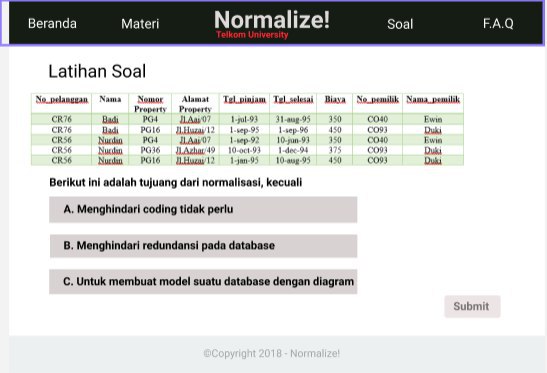 Beranda Materi Normalize! Soal F.A.Q
Telkom University
Latihan Soal
No_pelanggan Nama Nomor Property Alamat Property Tgl_pinjam Tgl_selesai Biaya No_pemilik Nama_pemilik
CR76 Badi PG4 Jl.Aai/07 1-jul-93 31-aug-95 350 CO40 Ewin
CR76 Badi PG16 Jl.Huzai/12 1-sep-95 1-sep-96 450 CO93 Duki
CR56 Nurdin PG4 Jl.Aai/07 1-sep-92 10-jun-93 350 CO40 Ewin
CR56 Nurdin PG36 Jl.Azhar/49 10-oct-93 1-dec-94 375 CO93 Duki
CR56 Nurdin PG16 Jl.Huzai/12 1-jan-95 10-aug-95 450 CO93 Duki
Berikut ini adalah tujuang dari normalisasi, kecuali
A. Menghindari coding tidak perlu
B. Menghindari redundansi pada database
C. Untuk membuat model suatu database dengan diagram
Submit
©Copyright 2018 - Normalize!